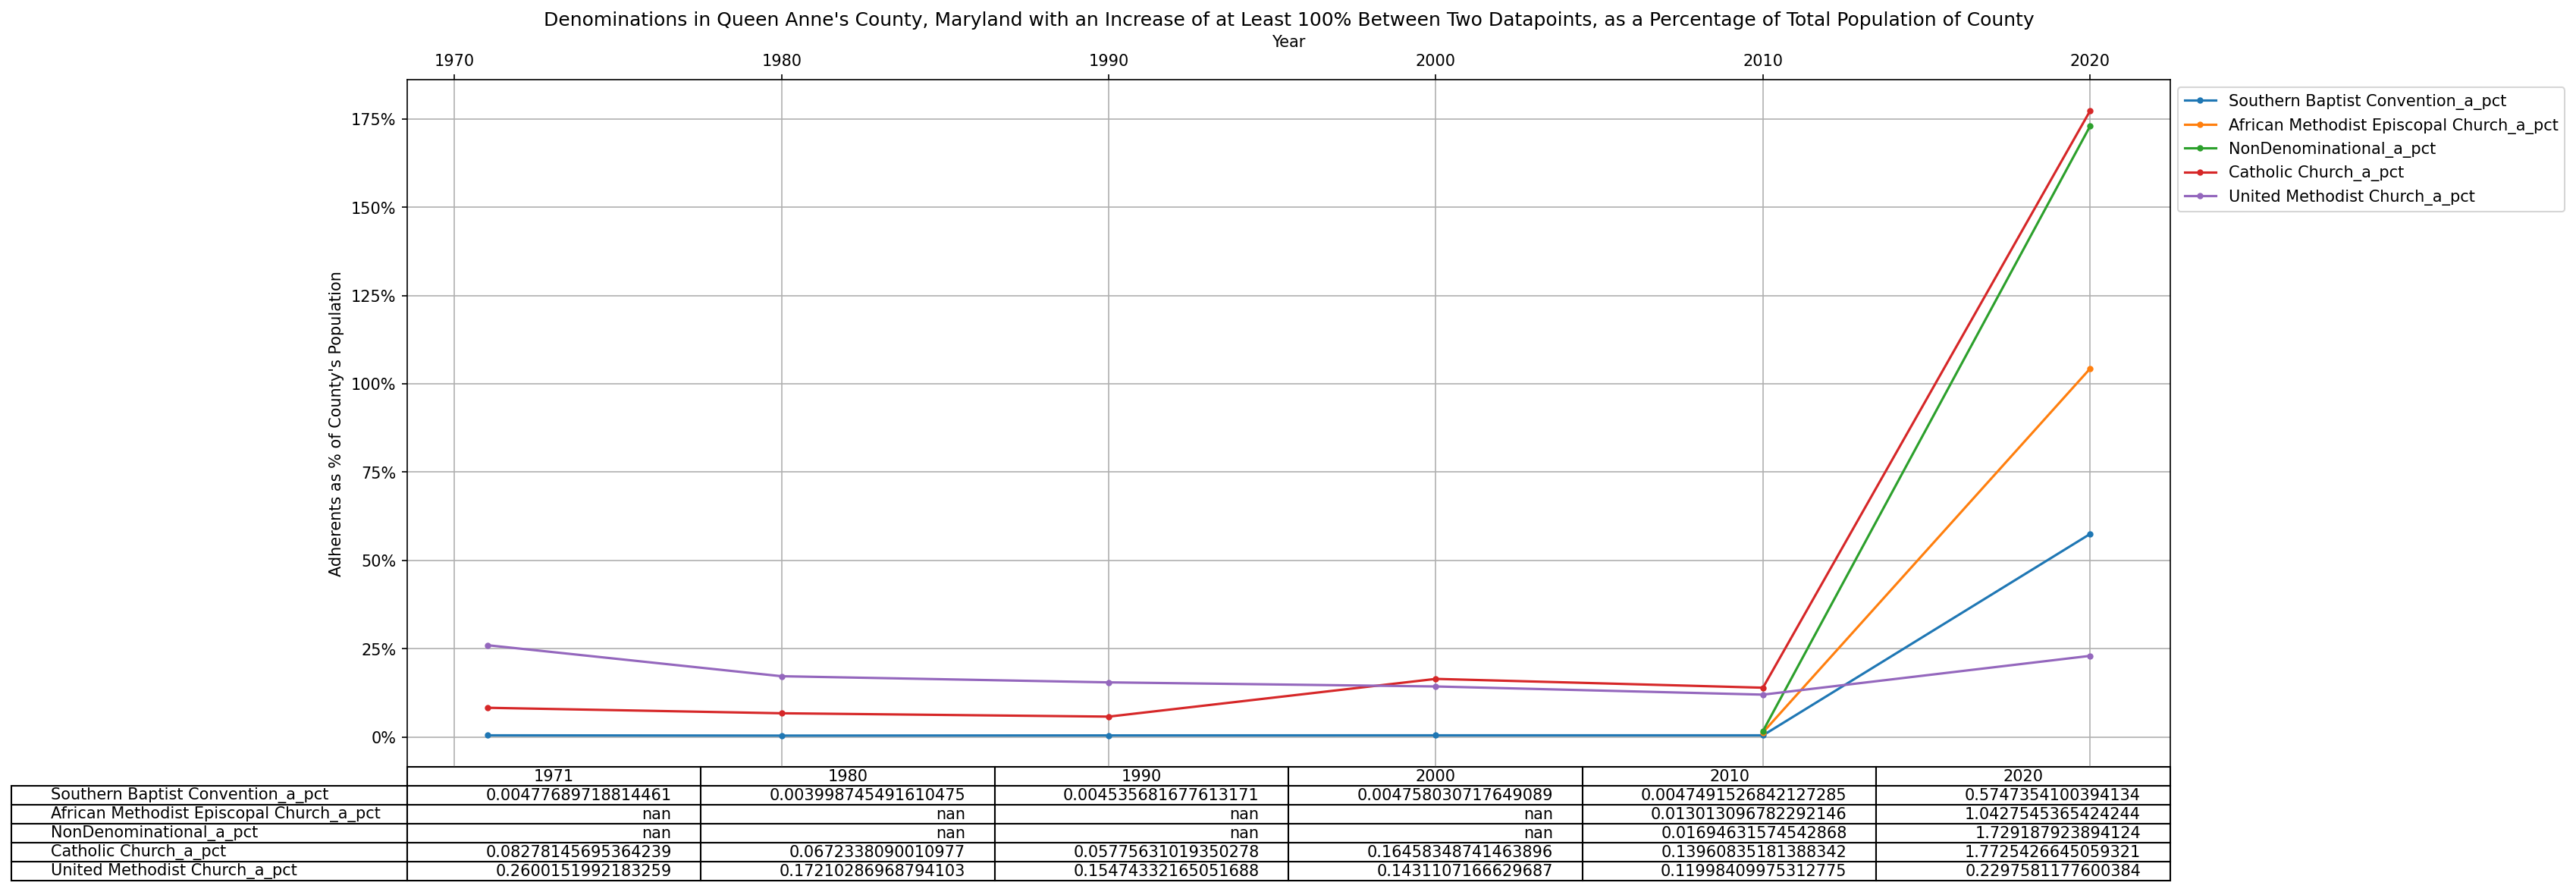 Denominations in Queen Anne's County, Maryland with an Increase of at Least 100% Between Two Datapoints, as a Percentage of Total Population of County
Year
1970 1980 1990 2000 2010 2020
Southern Baptist Convention_a_pct
African Methodist Episcopal Church_a_pct
NonDenominational_a_pct
Catholic Church_a_pct
United Methodist Church_a_pct
Adherents as % of County's Population
175%
150%
125%
100%
75%
50%
25%
0%
1971 1980 1990 2000 2010 2020
Southern Baptist Convention_a_pct 0.00477689718814461 0.003998745491610475 0.004535681677613171 0.004758030717649089 0.0047491526842127285 0.5747354100394134
African Methodist Episcopal Church_a_pct nan nan nan nan 0.013013096782292146 1.0427545365424244
NonDenominational_a_pct nan nan nan nan 0.01694631574542868 1.729187923894124
Catholic Church_a_pct 0.08278145695364239 0.0672338090010977 0.05775631019350278 0.16458348741463896 0.13960835181388342 1.7725426645059321
United Methodist Church_a_pct 0.2600151992183259 0.17210286968794103 0.15474332165051688 0.1431107166629687 0.11998409975312775 0.2297581177600384